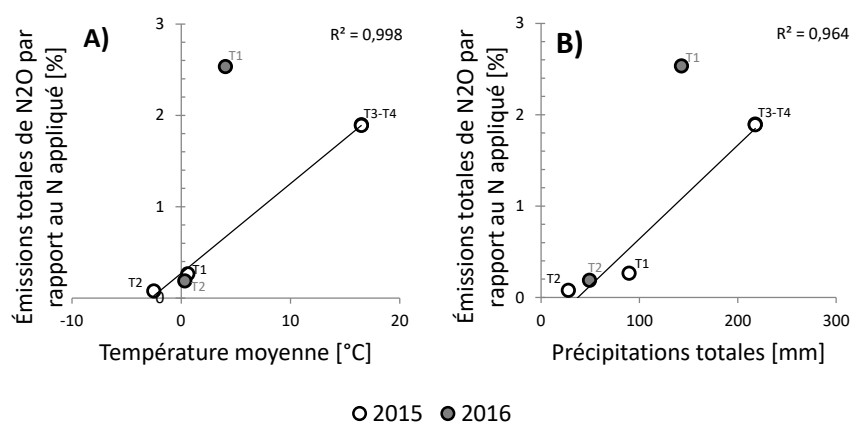 A)
R² = 0,998
Émissions totales de N2O par
rapport au N appliqué [%]
3
2
1
0
T1
T3-T4
T1
T2
T2
-10
0
10
20
Température moyenne [°C]
B)
R² = 0,964
Émissions totales de N2O par
rapport au N appliqué [%]
3
2
1
0
T1
T3-T4
T2
T2
T1
0
100
200
300
Précipitations totales [mm]
2015
2016